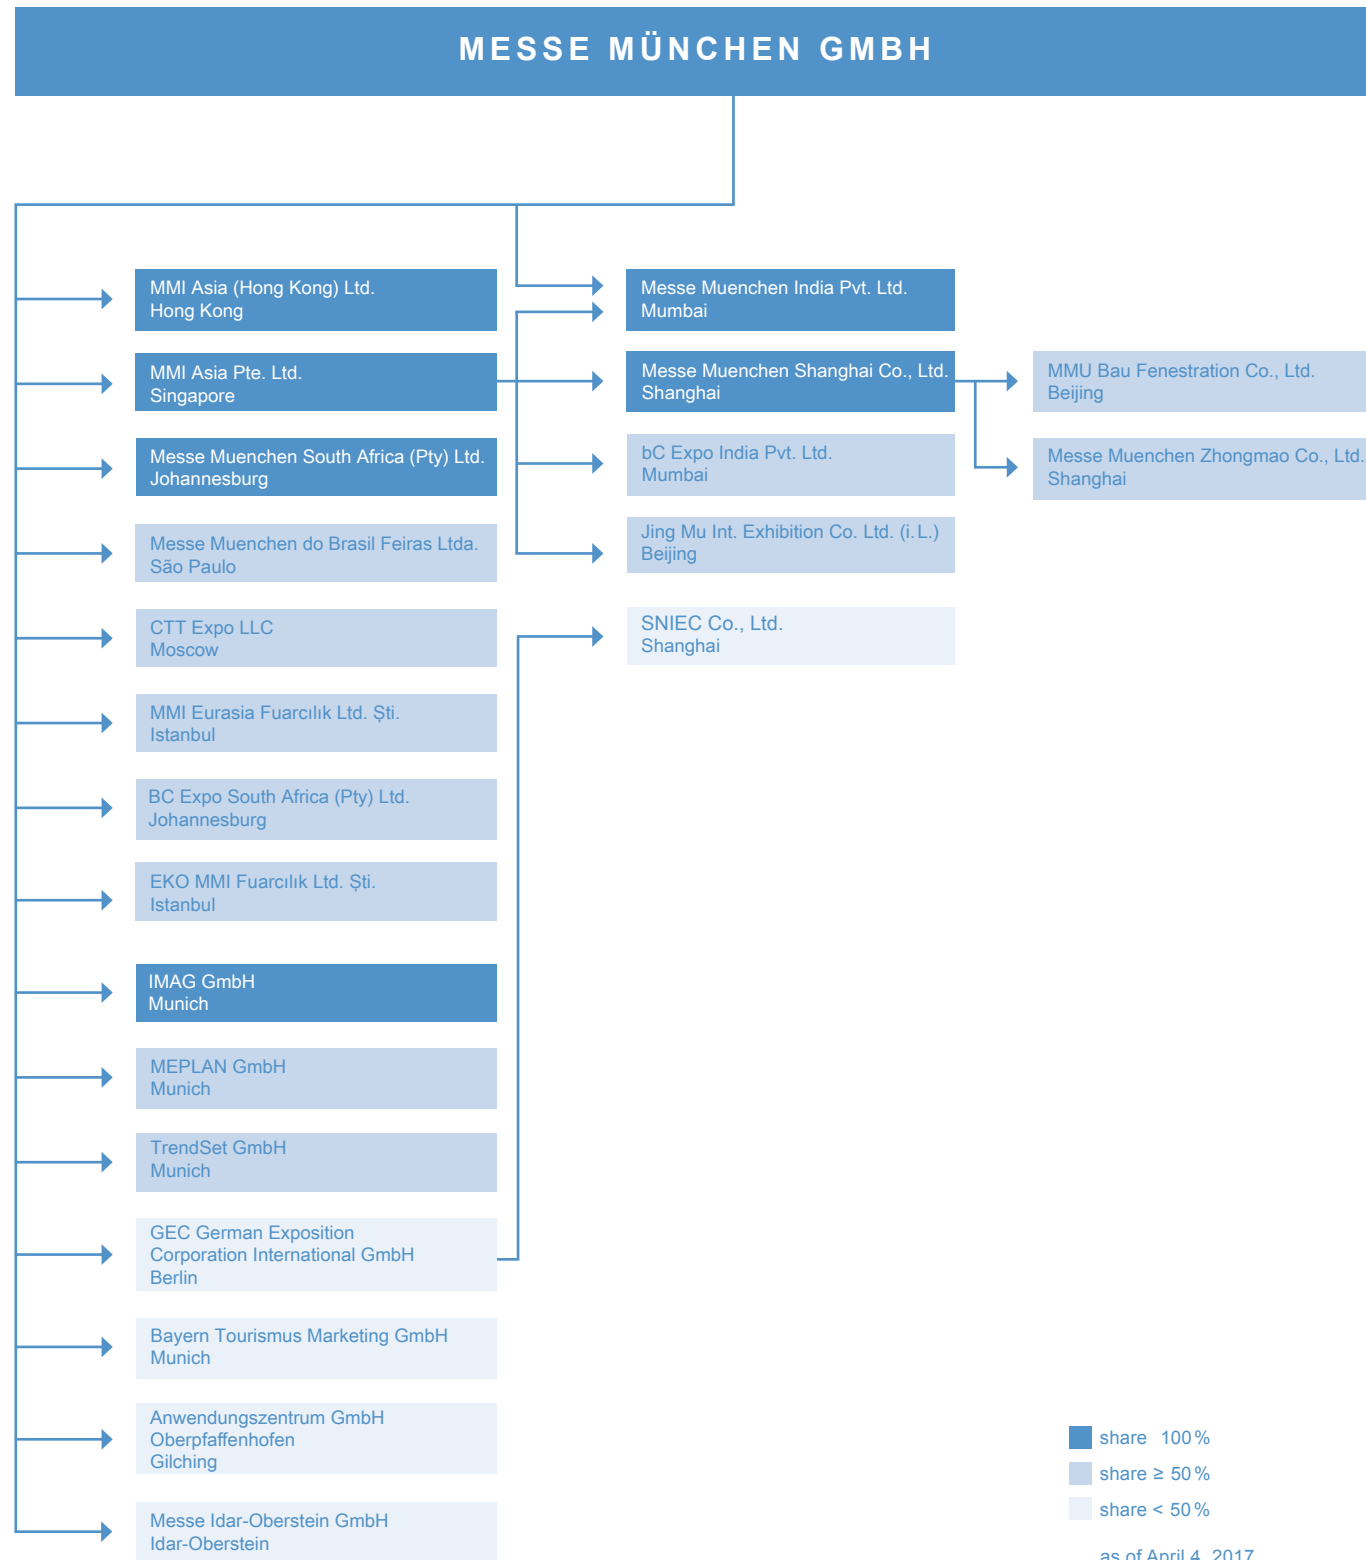 MESSE MÜNCHEN GMBH
MMI Asia (Hong Kong) Ltd.
Hong Kong
MMI Asia Pte. Ltd.
Singapore
Messe Muenchen South Africa (Pty) Ltd.
Johannesburg
Messe Muenchen do Brasil Feiras Ltda.
São Paulo
CTT Expo LLC
Moscow
MMI Eurasia Fuarcılık Ltd. Şti.
Istanbul
BC Expo South Africa (Pty) Ltd.
Johannesburg
EKO MMI Fuarcılık Ltd. Şti.
Istanbul
IMAG GmbH
Munich
MEPLAN GmbH
Munich
TrendSet GmbH
Munich
GEC German Exposition
Corporation International GmbH
Berlin
Bayern Tourismus Marketing GmbH
Munich
Anwendungszentrum GmbH
Oberpfaffenhofen
Gilching
Messe Idar-Oberstein GmbH
Idar-Oberstein
Messe Muenchen India Pvt. Ltd.
Mumbai
Messe Muenchen Shanghai Co., Ltd.
Shanghai
bC Expo India Pvt. Ltd.
Mumbai
Jing Mu Int. Exhibition Co. Ltd. (i. L.)
Beijing
SNIEC Co., Ltd.
Shanghai
MMU Bau Fenestration Co., Ltd.
Beijing
Messe Muenchen Zhongmao Co., Ltd.
Shanghai
share 100 %
share ≥ 50 %
share < 50 %
as of April 4, 2017